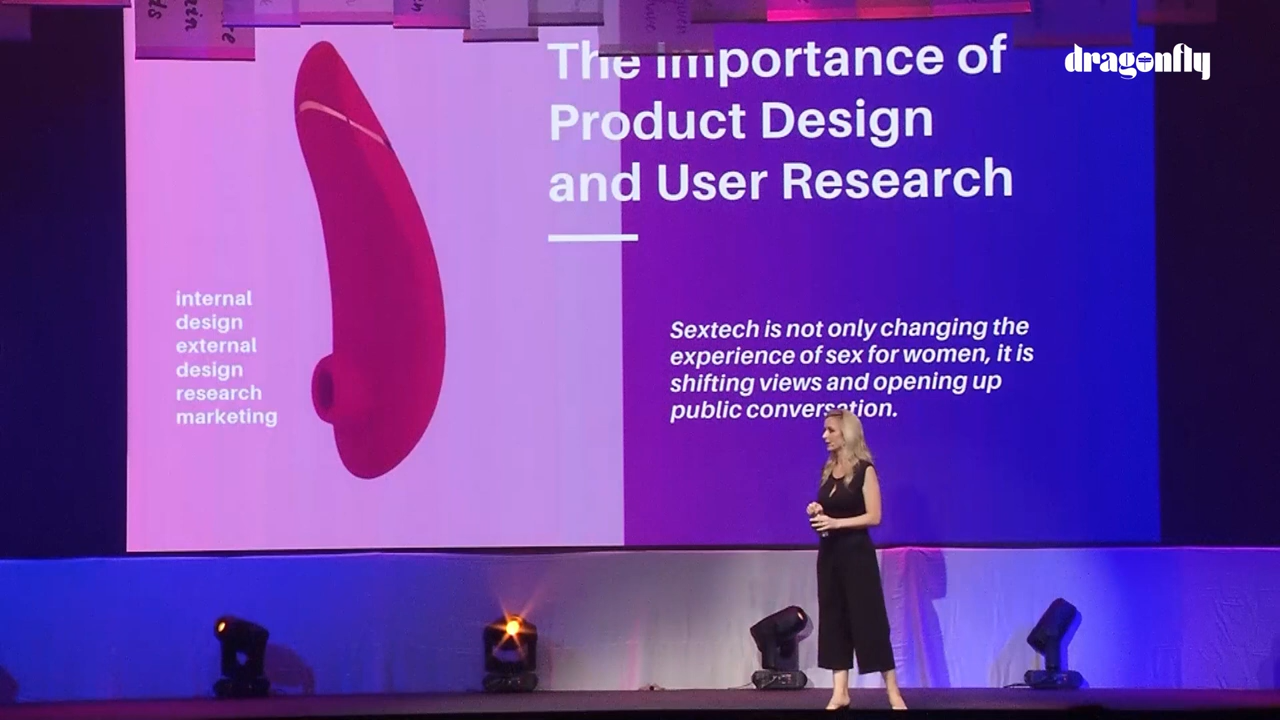 The Importance of
Product Design
and User Research
dragonfly
internal
design
external
design
research
marketing
Sextech is not only changing the
experience of sex for women, it is
shifting views and opening up
public conversation.